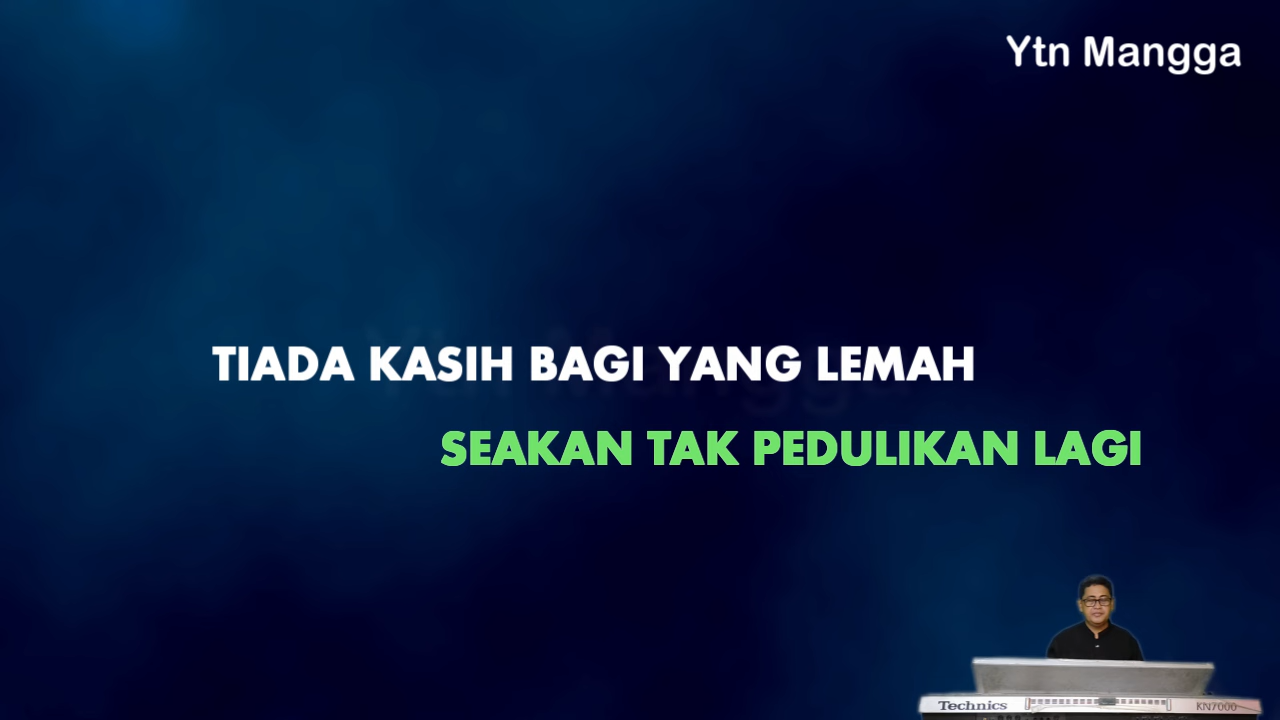 Ytn Mangga
TIADA KASIH BAGI YANG LEMAH
SEAKAN TAK PEDULIKAN LAGI
Technics KN7000